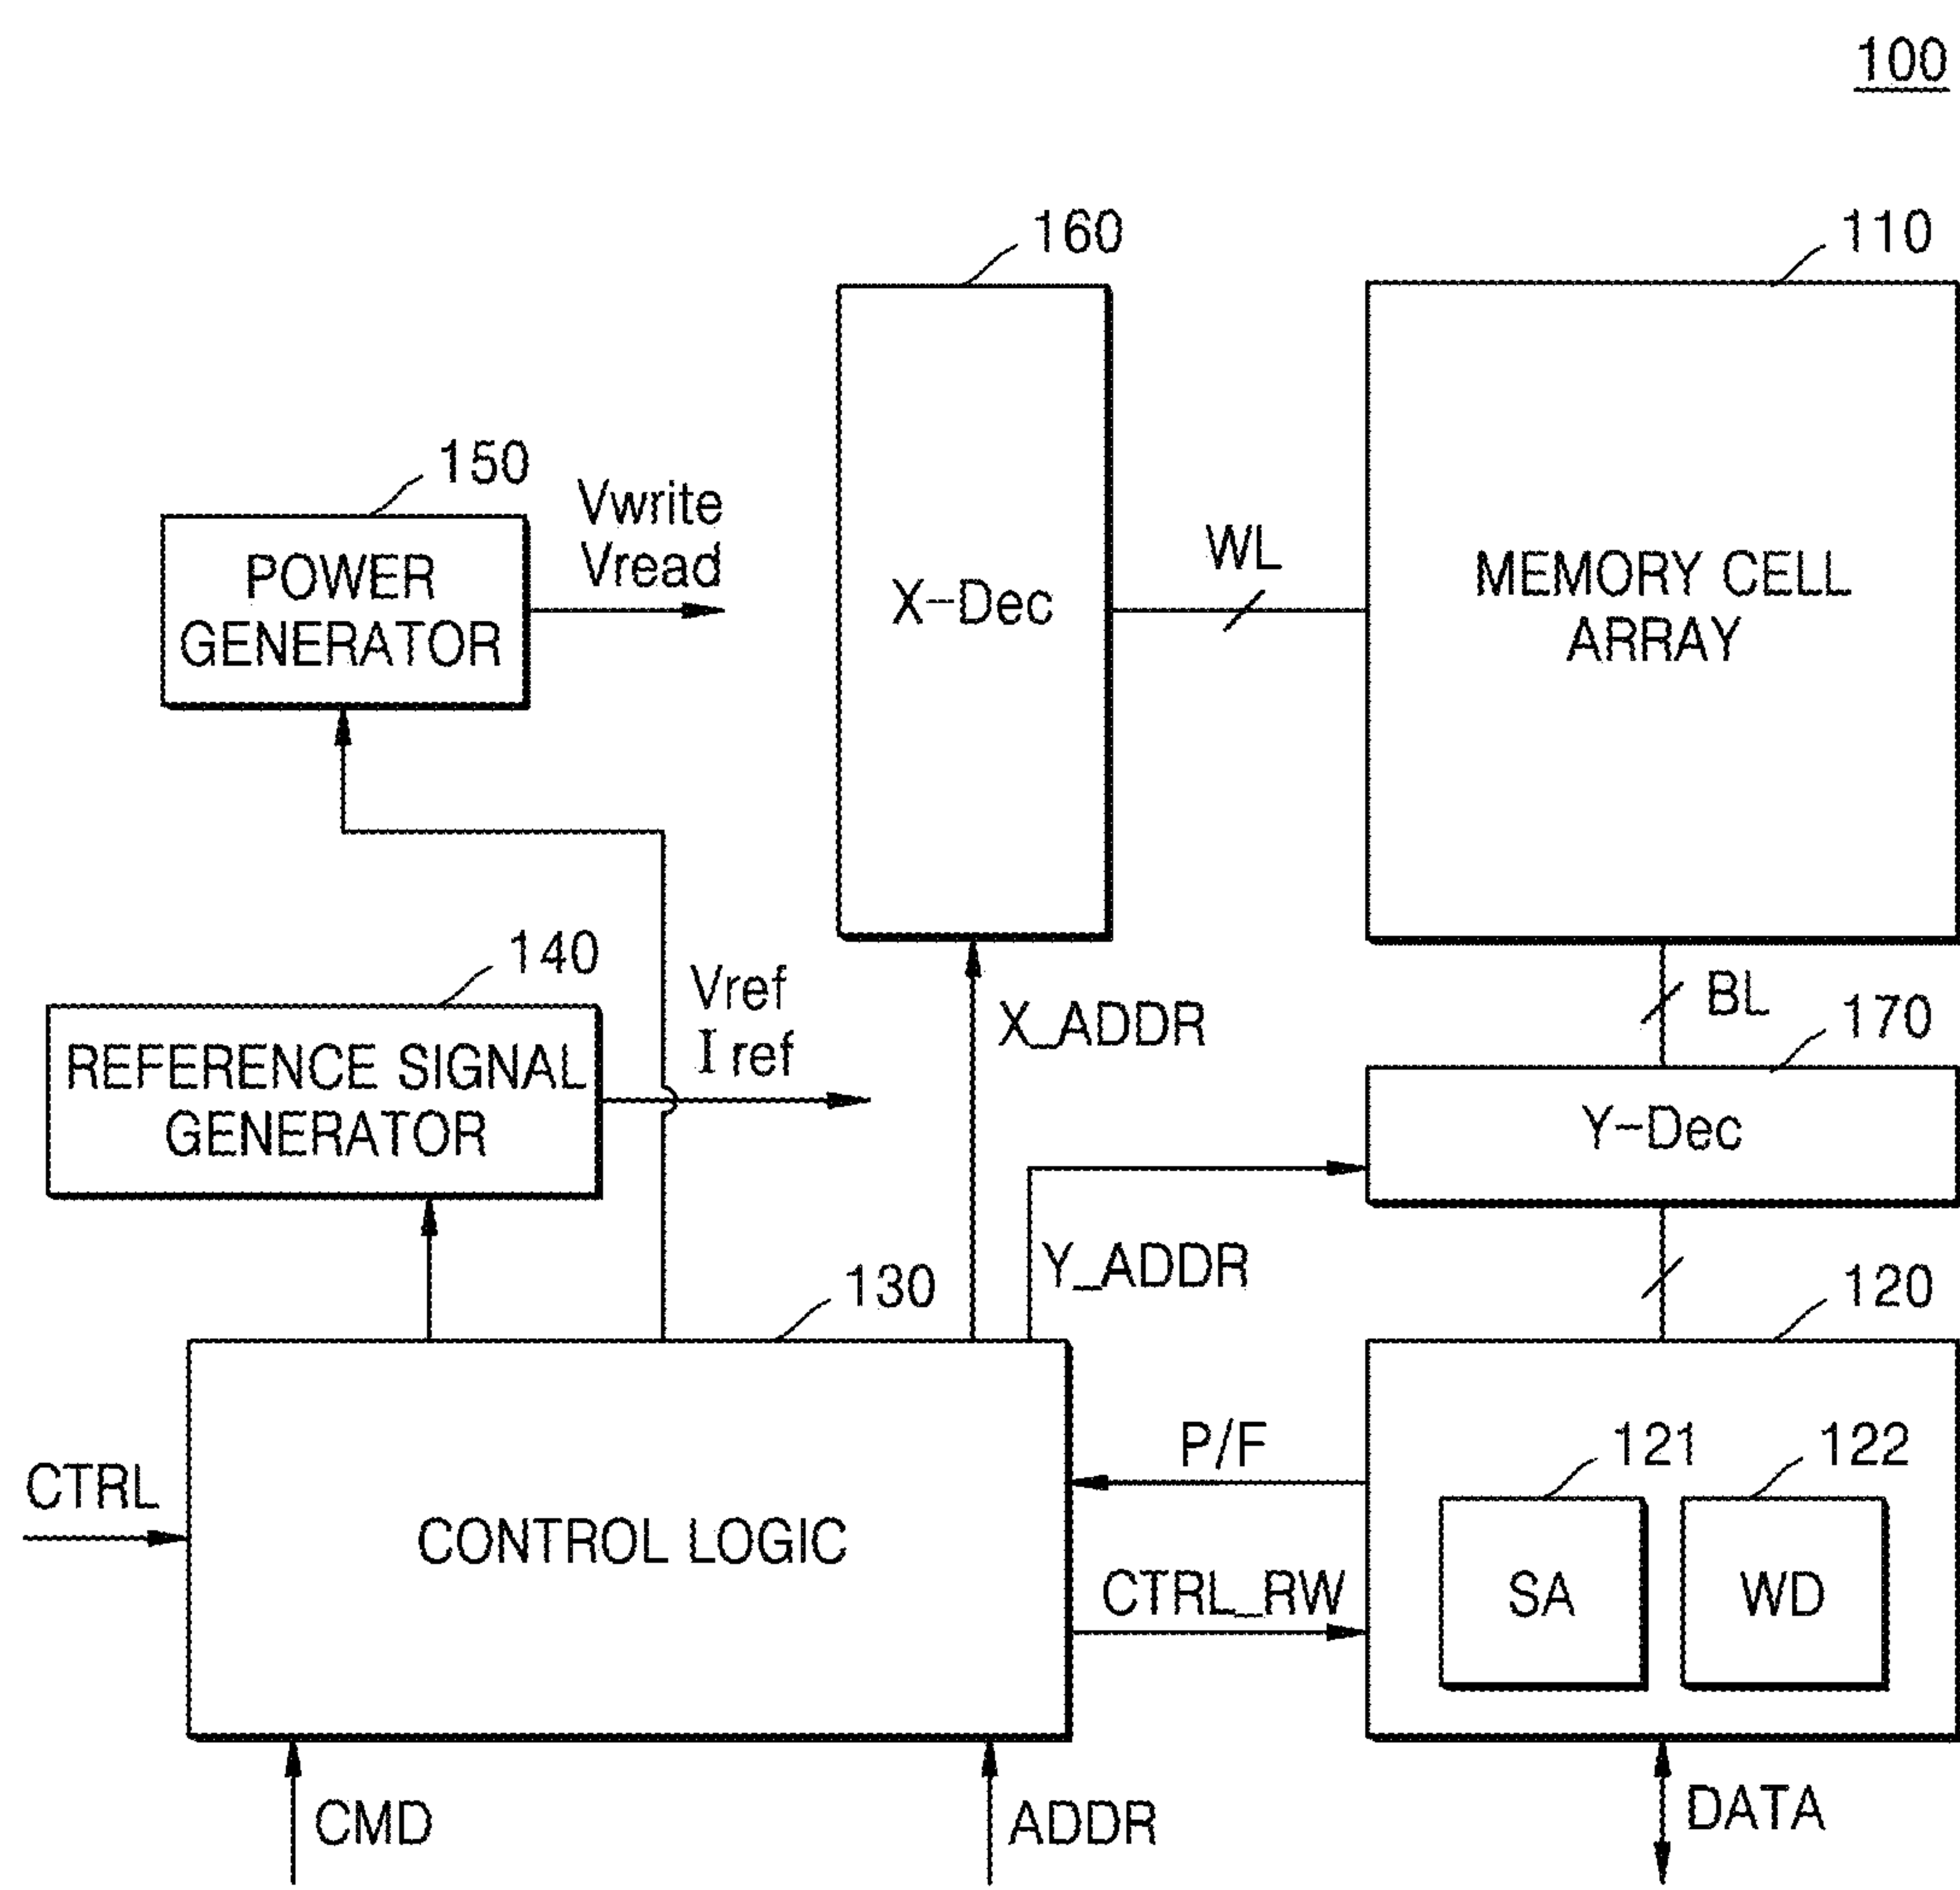 100
160
110
150
Vwrite
Vread
POWER
GENERATOR
X-Dec
WL
MEMORY CELL
ARRAY
140
Vref
Iref
X_ADDR
BL
170
REFERENCE SIGNAL
GENERATOR
Y-Dec
130
Y_ADDR
120
P/F
121
122
CTRL
CONTROL LOGIC
CTRL_RW
SA
WD
CMD
ADDR
DATA